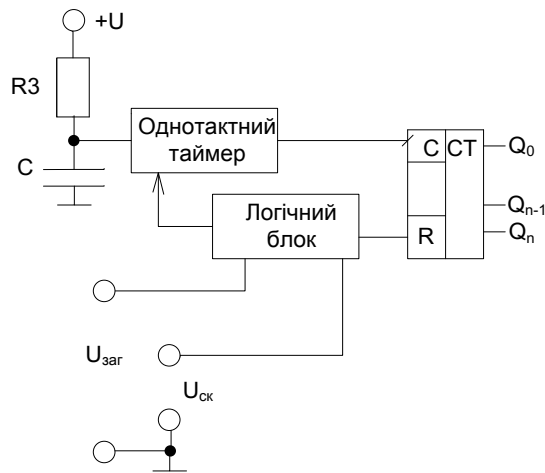 +U
R3
C
Однотактний
таймер
Логічний
блок
C
CT
R
Q0
Qn-1
Qn
Uзаг
Uск